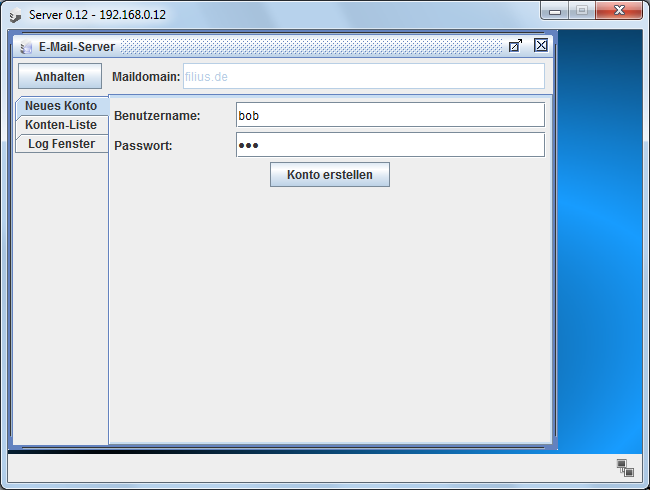 Server 0.12 - 192.168.0.12
E-Mail-Server
Anhalten Maildomain: filius.de
Neues Konto
Konten-Liste
Log Fenster
Benutzername: bob
Passwort: •••
Konto erstellen